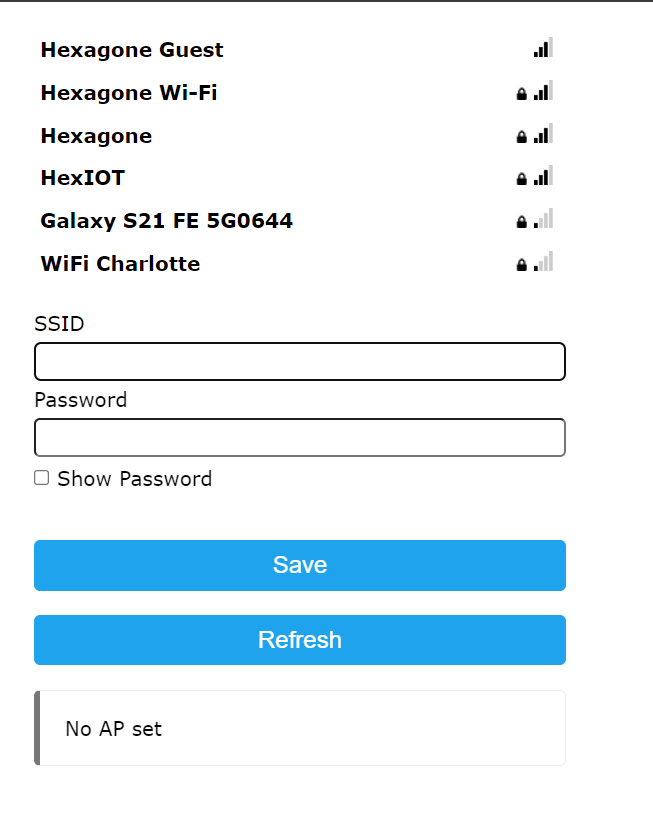 Hexagone Guest
Hexagone Wi-Fi
Hexagone
HexIOT
Galaxy S21 FE 5G0644
WiFi Charlotte
SSID
Password
Show Password
Save
Refresh
No AP set